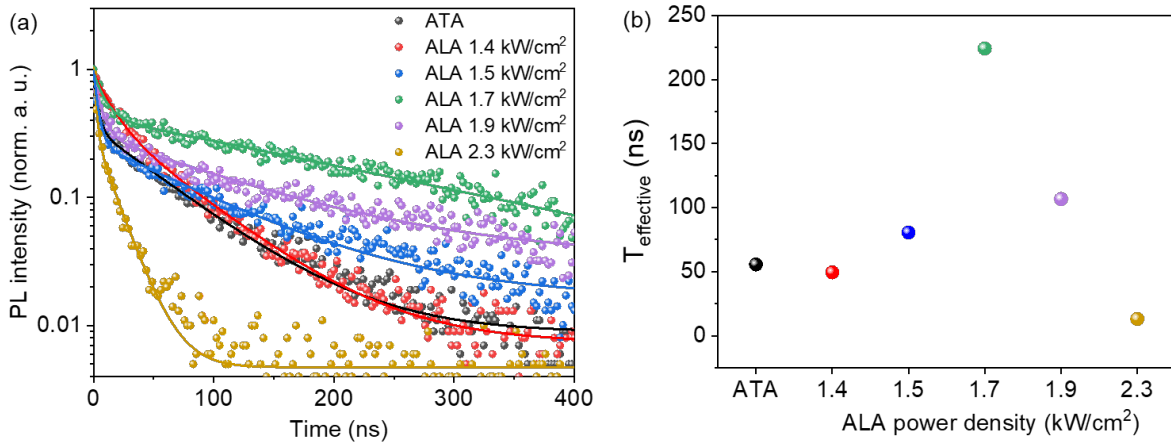 (a)
ATA
ALA 1.4 kW/cm²
ALA 1.5 kW/cm²
ALA 1.7 kW/cm²
ALA 1.9 kW/cm²
ALA 2.3 kW/cm²
1
0.1
0.01
PL intensity (norm. a. u.)
0 100 200 300 400
Time (ns)
(b)
250
200
150
100
50
0
T_effective (ns)
ATA 1.4 1.5 1.7 1.9 2.3
ALA power density (kW/cm²)